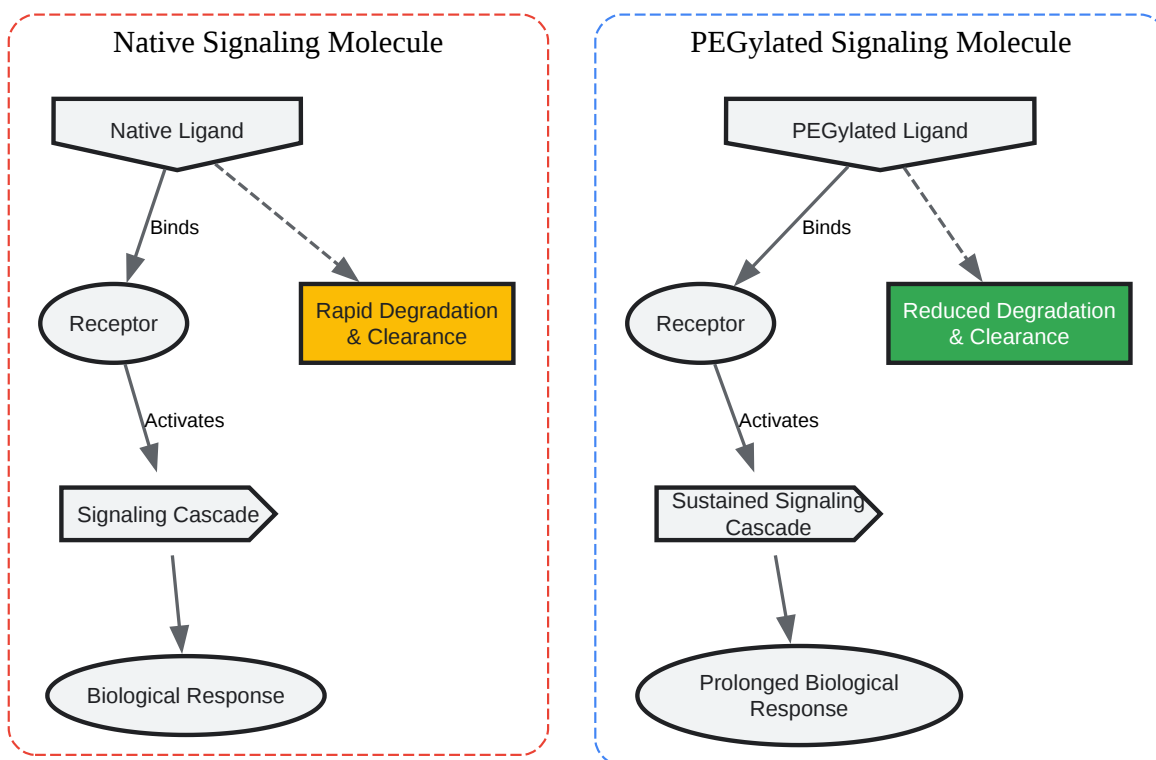 Native Signaling Molecule
Native Ligand
Binds
Receptor
Rapid Degradation
& Clearance
Activates
Signaling Cascade
Biological Response
PEGylated Signaling Molecule
PEGylated Ligand
Binds
Receptor
Reduced Degradation
& Clearance
Activates
Sustained Signaling
Cascade
Prolonged Biological
Response